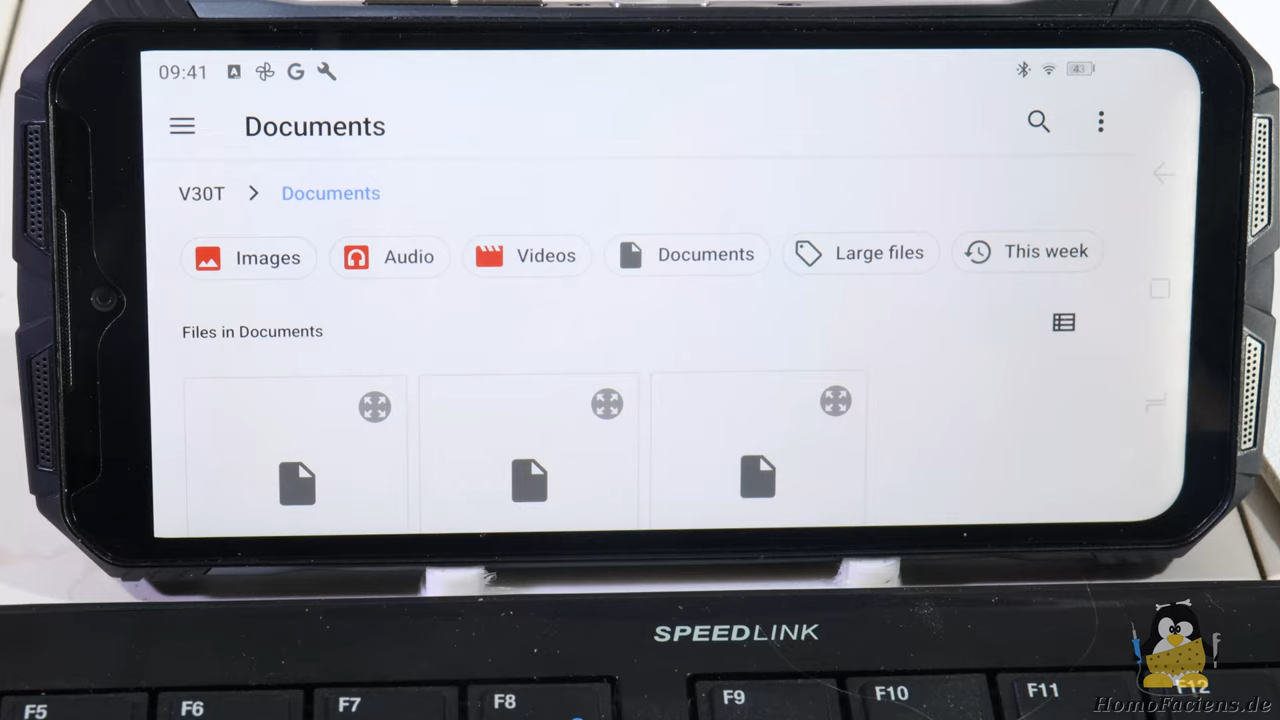 09:41 A G 43
Documents
V30T > Documents
Images Audio Videos Documents Large files This week
Files in Documents
SPEEDLINK
F5 F6 F7 F8 F9 F10 F11 F12
HomoFaciens.de